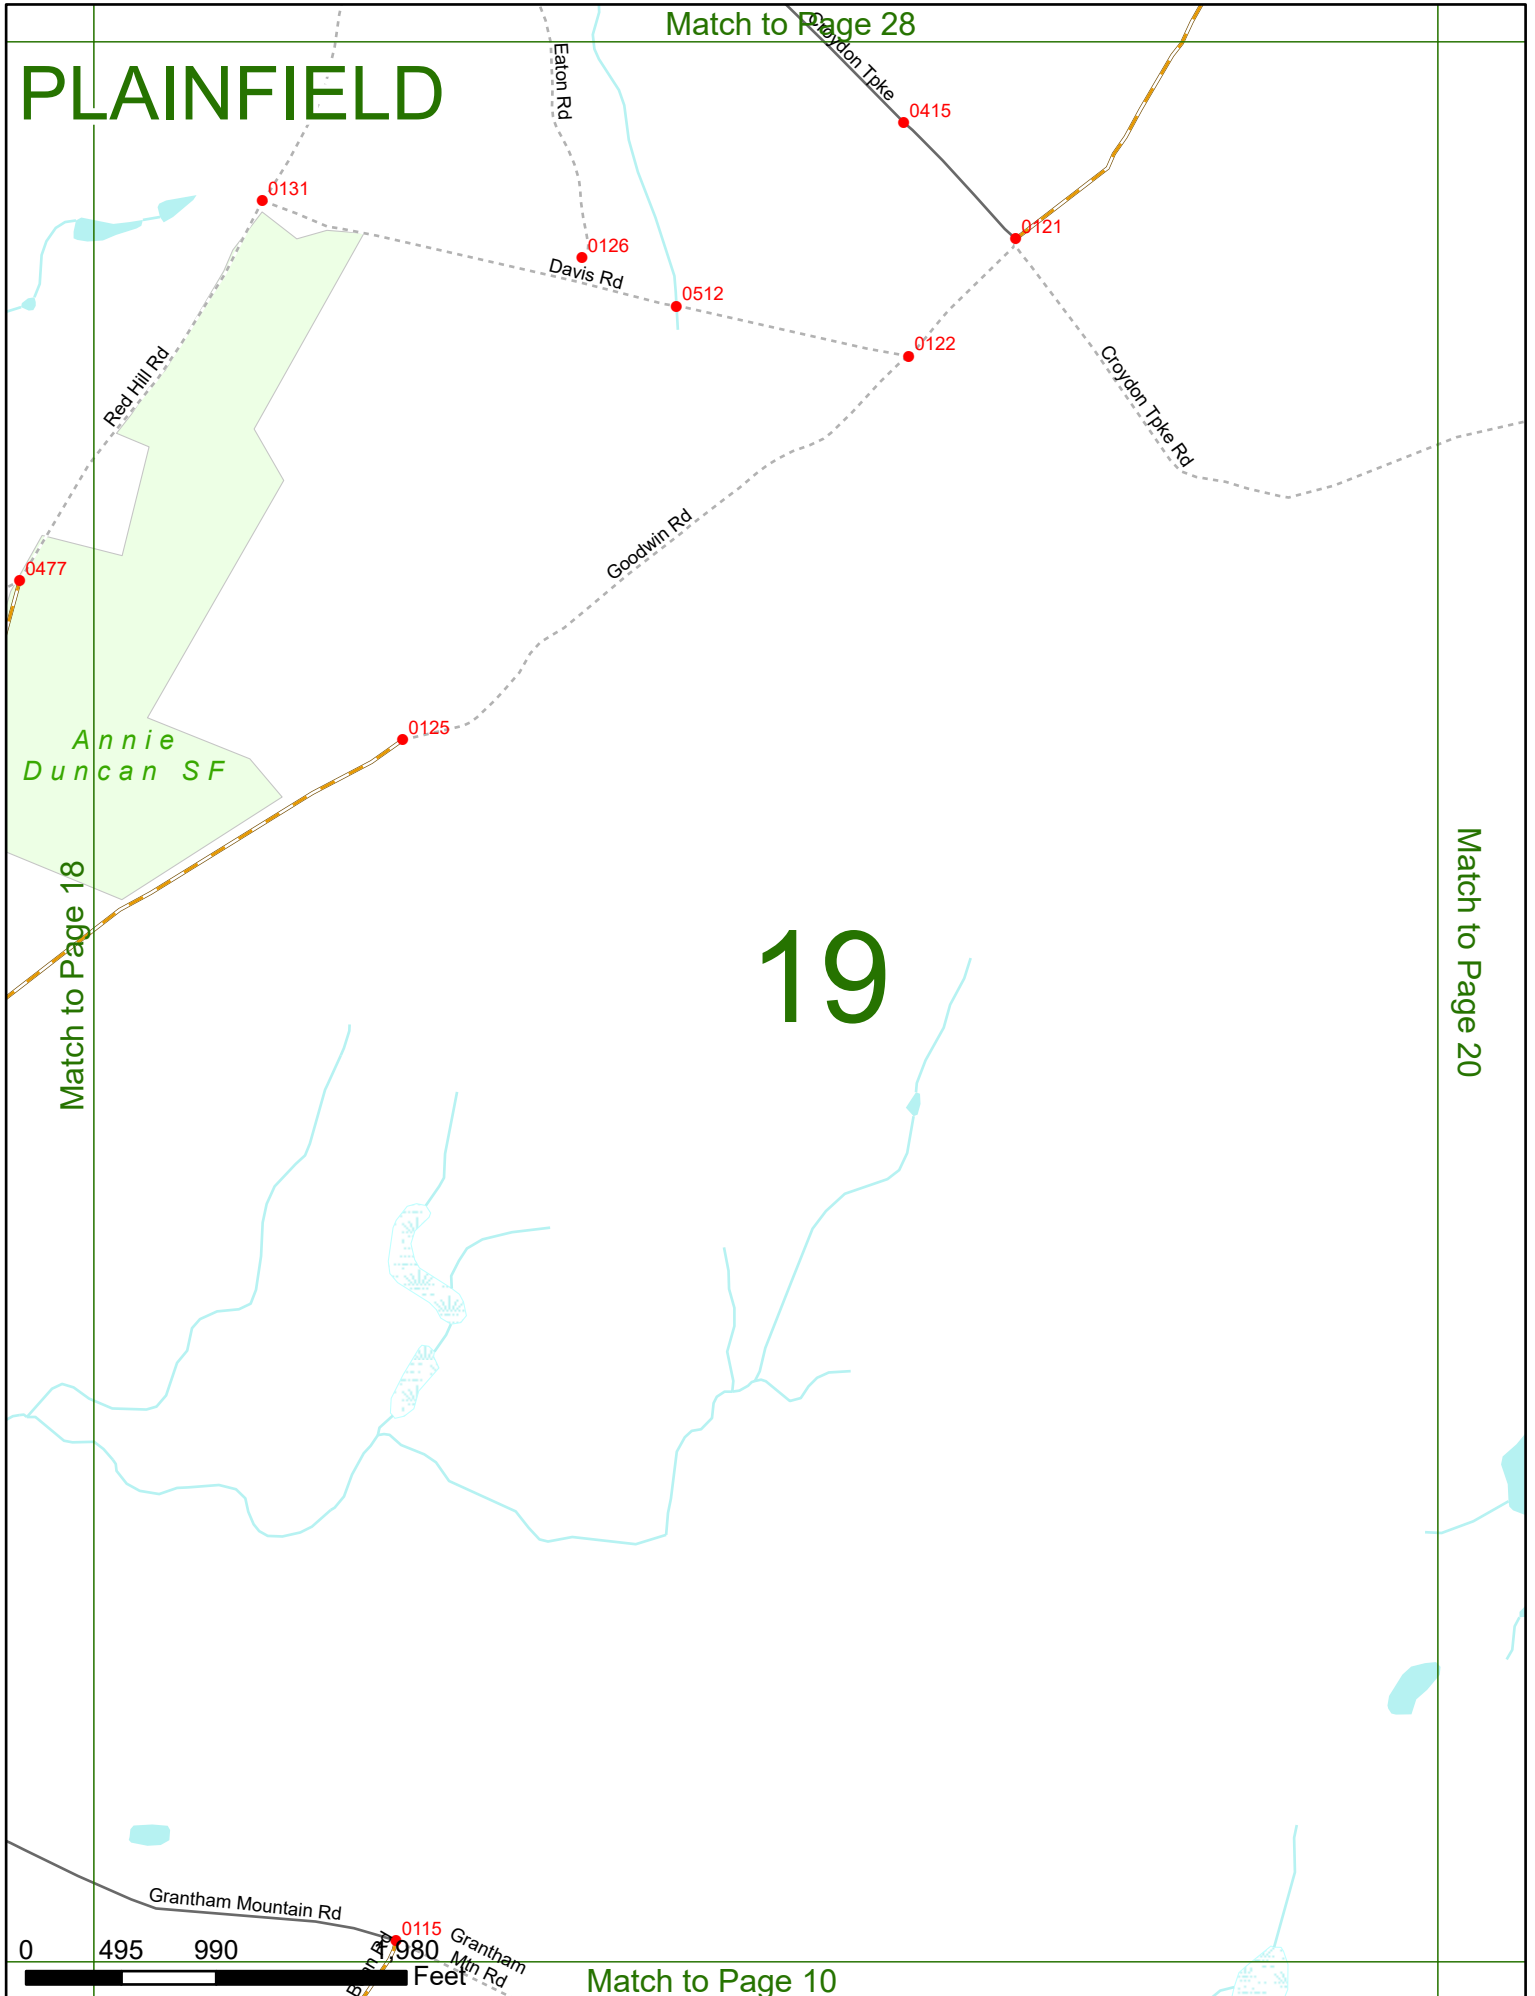 Match to Page 28
PLAINFIELD
Croydon Tpke
Eaton Rd
0415
0131
0121
0126
Davis Rd
0512
0122
Red Hill Rd
Croydon Tpke Rd
Goodwin Rd
0477
0125
Annie
Duncan SF
Match to Page 18
19
Match to Page 20
Grantham Mountain Rd
0115
Grantham
Mtn Rd
0 495 990 1,980
Feet
Match to Page 10